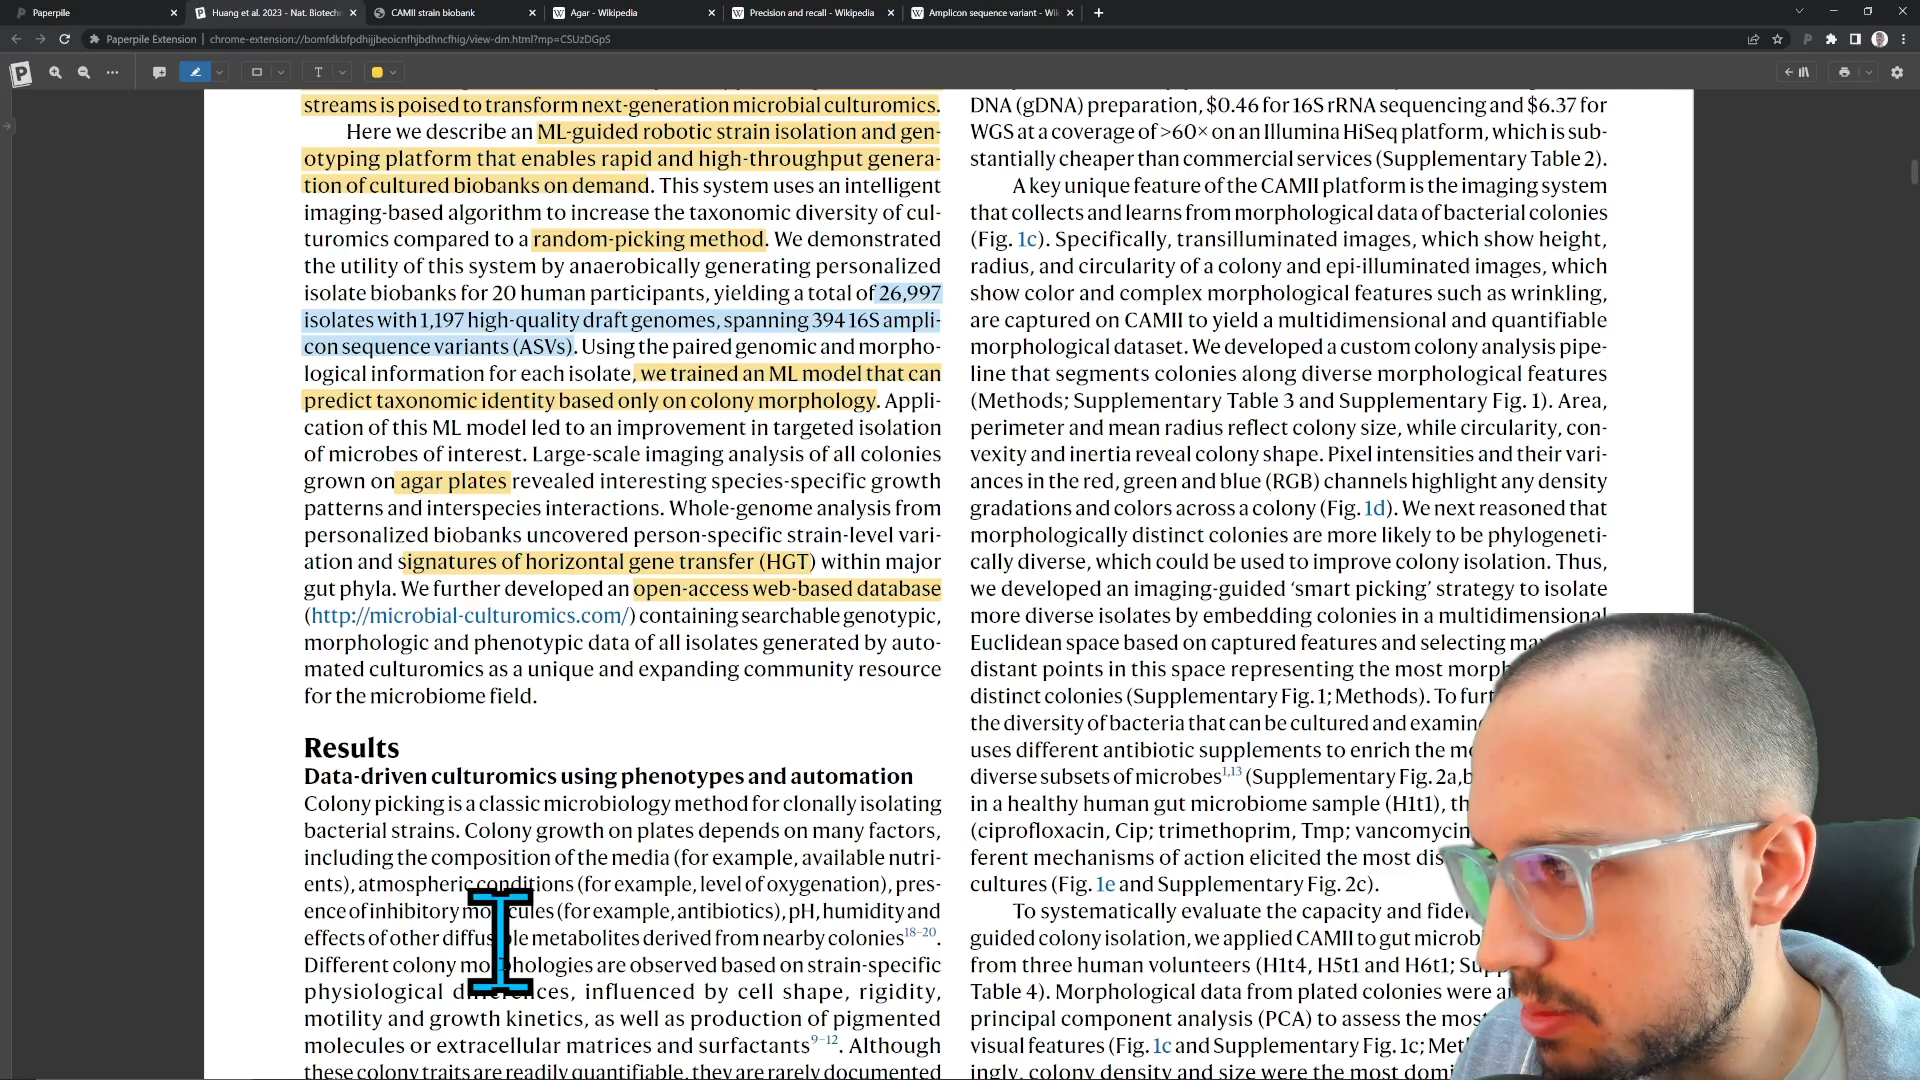 Paperpile
Huang et al. 2023 - Nat. Biotechn
CAMII strain biobank
Agar - Wikipedia
Precision and recall - Wikipedia
Amplicon sequence variant - Wik
Paperpile Extension | chrome-extension://bomfdkbfpdhijjbeoicnfhjbdhncfhig/view-dm.html?mp=CSUzDGpS
streams is poised to transform next-generation microbial culturomics.
Here we describe an ML-guided robotic strain isolation and gen-
otyping platform that enables rapid and high-throughput genera-
tion of cultured biobanks on demand. This system uses an intelligent
imaging-based algorithm to increase the taxonomic diversity of cul-
turomics compared to a random-picking method. We demonstrated
the utility of this system by anaerobically generating personalized
isolate biobanks for 20 human participants, yielding a total of 26,997
isolates with 1,197 high-quality draft genomes, spanning 394 16S ampli-
con sequence variants (ASVs). Using the paired genomic and morpho-
logical information for each isolate, we trained an ML model that can
predict taxonomic identity based only on colony morphology. Appli-
cation of this ML model led to an improvement in targeted isolation
of microbes of interest. Large-scale imaging analysis of all colonies
grown on agar plates revealed interesting species-specific growth
patterns and interspecies interactions. Whole-genome analysis from
personalized biobanks uncovered person-specific strain-level vari-
ation and signatures of horizontal gene transfer (HGT) within major
gut phyla. We further developed an open-access web-based database
(http://microbial-culturomics.com/) containing searchable genotypic,
morphologic and phenotypic data of all isolates generated by auto-
mated culturomics as a unique and expanding community resource
for the microbiome field.
Results
Data-driven culturomics using phenotypes and automation
Colony picking is a classic microbiology method for clonally isolating
bacterial strains. Colony growth on plates depends on many factors,
including the composition of the media (for example, available nutri-
ents), atmospheric conditions (for example, level of oxygenation), pres-
ence of inhibitory molecules (for example, antibiotics), pH, humidity and
effects of other diffusible metabolites derived from nearby colonies18–20.
Different colony morphologies are observed based on strain-specific
physiological differences, influenced by cell shape, rigidity,
motility and growth kinetics, as well as production of pigmented
molecules or extracellular matrices and surfactants9–12. Although
these colony traits are readily quantifiable, they are rarely documented
DNA (gDNA) preparation, $0.46 for 16S rRNA sequencing and $6.37 for
WGS at a coverage of >60× on an Illumina HiSeq platform, which is sub-
stantially cheaper than commercial services (Supplementary Table 2).
A key unique feature of the CAMII platform is the imaging system
that collects and learns from morphological data of bacterial colonies
(Fig. 1c). Specifically, transilluminated images, which show height,
radius, and circularity of a colony and epi-illuminated images, which
show color and complex morphological features such as wrinkling,
are captured on CAMII to yield a multidimensional and quantifiable
morphological dataset. We developed a custom colony analysis pipe-
line that segments colonies along diverse morphological features
(Methods; Supplementary Table 3 and Supplementary Fig. 1). Area,
perimeter and mean radius reflect colony size, while circularity, con-
vexity and inertia reveal colony shape. Pixel intensities and their vari-
ances in the red, green and blue (RGB) channels highlight any density
gradations and colors across a colony (Fig. 1d). We next reasoned that
morphologically distinct colonies are more likely to be phylogeneti-
cally diverse, which could be used to improve colony isolation. Thus,
we developed an imaging-guided ‘smart picking’ strategy to isolate
more diverse isolates by embedding colonies in a multidimensional
Euclidean space based on captured features and selecting
distant points in this space representing the most
distinct colonies (Supplementary Fig. 1; Methods). To
the diversity of bacteria that can be cultured and
uses different antibiotic supplements to enrich the
diverse subsets of microbes1,13 (Supplementary Fig. 2a,b
in a healthy human gut microbiome sample (H1t1),
(ciprofloxacin, Cip; trimethoprim, Tmp;
ferent mechanisms of action elicited the most
cultures (Fig. 1e and Supplementary Fig. 2c).
To systematically evaluate the capacity and
guided colony isolation, we applied CAMII to gut
from three human volunteers (H1t4, H5t1 and H6t1;
Table 4). Morphological data from plated colonies were
principal component analysis (PCA) to assess the
visual features (Fig. 1c and Supplementary Fig. 1c;
ingly, colony density and size were the most